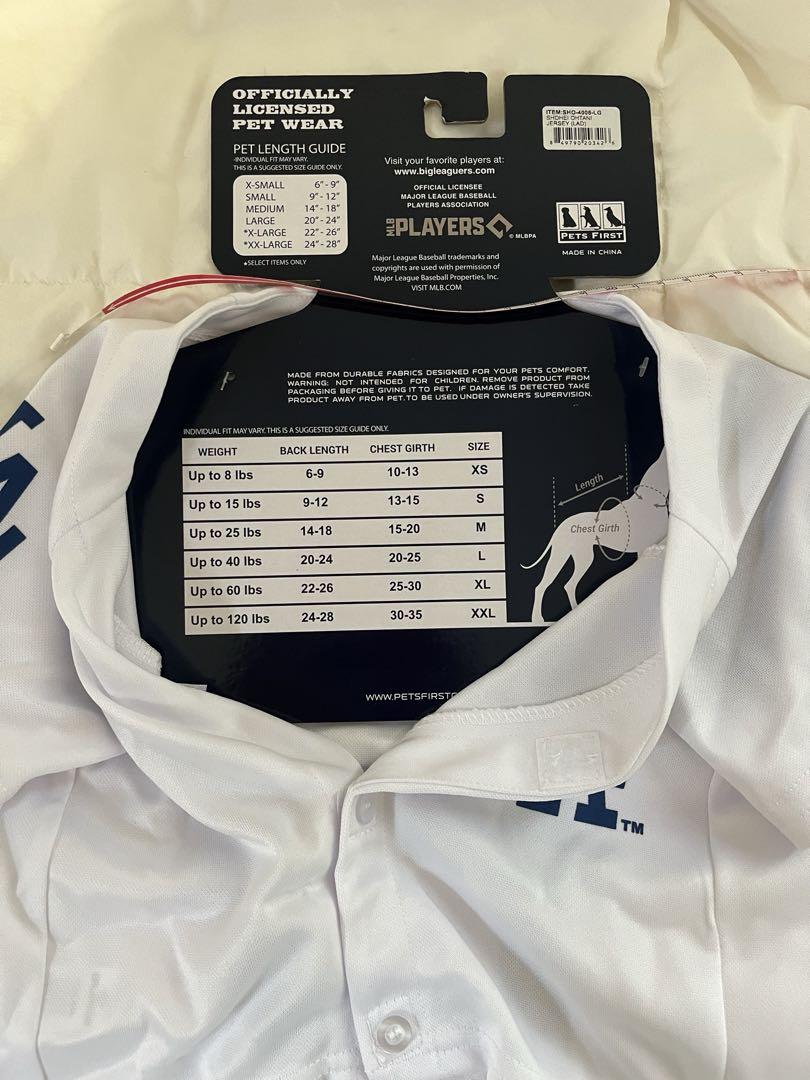 OFFICIALLY
LICENSED
PET WEAR
PET LENGTH GUIDE
-INDIVIDUAL FIT MAY VARY.
THIS IS A SUGGESTED SIZE GUIDE ONLY.
X-SMALL 6"- 9"
SMALL 9"- 12"
MEDIUM 14"- 18"
LARGE 20"- 24"
*X-LARGE 22"- 26"
*XX-LARGE 24"- 28"
*SELECT ITEMS ONLY
Visit your favorite players at:
www.bigleaguers.com
OFFICIAL LICENSEE
MAJOR LEAGUE BASEBALL
PLAYERS ASSOCIATION
MLB PLAYERS © MLBPA
Major League Baseball trademarks and
copyrights are used with permission of
Major League Baseball Properties, Inc.
VISIT MLB.COM
ITEM:SHO-4006-LG
SHOHEI OHTANI
JERSEY (LAD)
8 49790 20342 6
PETS FIRST
MADE IN CHINA
MADE FROM DURABLE FABRICS DESIGNED FOR YOUR PETS COMFORT.
WARNING: NOT INTENDED FOR CHILDREN. REMOVE PRODUCT FROM
PACKAGING BEFORE GIVING IT TO PET. IF DAMAGE IS DETECTED TAKE
PRODUCT AWAY FROM PET. TO BE USED UNDER OWNER'S SUPERVISION.
INDIVIDUAL FIT MAY VARY. THIS IS A SUGGESTED SIZE GUIDE ONLY.
WEIGHT BACK LENGTH CHEST GIRTH SIZE
Up to 8 lbs 6-9 10-13 XS
Up to 15 lbs 9-12 13-15 S
Up to 25 lbs 14-18 15-20 M
Up to 40 lbs 20-24 20-25 L
Up to 60 lbs 22-26 25-30 XL
Up to 120 lbs 24-28 30-35 XXL
Length
Chest Girth
WWW.PETSFIRST
TM